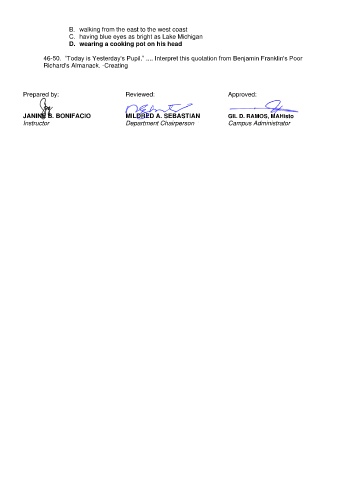 B. walking from the east to the west coast
C. having blue eyes as bright as Lake Michigan
D. wearing a cooking pot on his head
46-50. "Today is Yesterday's Pupil," .... Interpret this quotation from Benjamin Franklin's Poor
Richard's Almanack. -Creating
Prepared by: Reviewed: Approved:
JANINE B. BONIFACIO MILDRED A. SEBASTIAN GIL D. RAMOS, MAHisto
Instructor Department Chairperson Campus Administrator